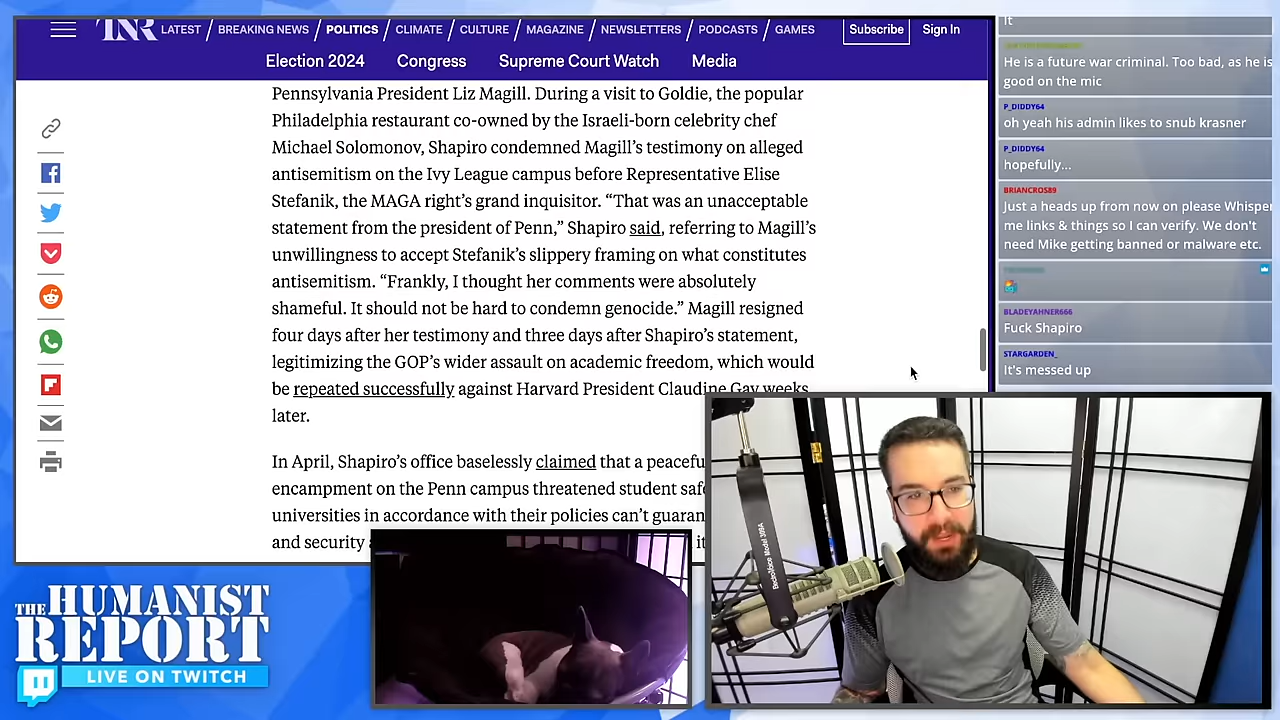 TNR
LATEST / BREAKING NEWS / POLITICS / CLIMATE / CULTURE / MAGAZINE / NEWSLETTERS / PODCASTS / GAMES
Subscribe
Sign In
Election 2024
Congress
Supreme Court Watch
Media
Pennsylvania President Liz Magill. During a visit to Goldie, the popular
Philadelphia restaurant co-owned by the Israeli-born celebrity chef
Michael Solomonov, Shapiro condemned Magill’s testimony on alleged
antisemitism on the Ivy League campus before Representative Elise
Stefanik, the MAGA right’s grand inquisitor. “That was an unacceptable
statement from the president of Penn,” Shapiro said, referring to Magill’s
unwillingness to accept Stefanik’s slippery framing on what constitutes
antisemitism. “Frankly, I thought her comments were absolutely
shameful. It should not be hard to condemn genocide.” Magill resigned
four days after her testimony and three days after Shapiro’s statement,
legitimizing the GOP’s wider assault on academic freedom, which would
be repeated successfully against Harvard President Claudine Gay weeks
later.
In April, Shapiro’s office baselessly claimed that a peacefu
encampment on the Penn campus threatened student safe
universities in accordance with their policies can’t guaran
and security
it
It
He is a future war criminal. Too bad, as he is
good on the mic
P_DIDDY64
oh yeah his admin likes to snub krasner
P_DIDDY64
hopefully...
BRIANCROS89
Just a heads up from now on please Whisper
me links & things so I can verify. We don't
need Mike getting banned or malware etc.
BLADEYAHNER666
Fuck Shapiro
STARGARDEN_
It's messed up
THE HUMANIST
REPORT
LIVE ON TWITCH